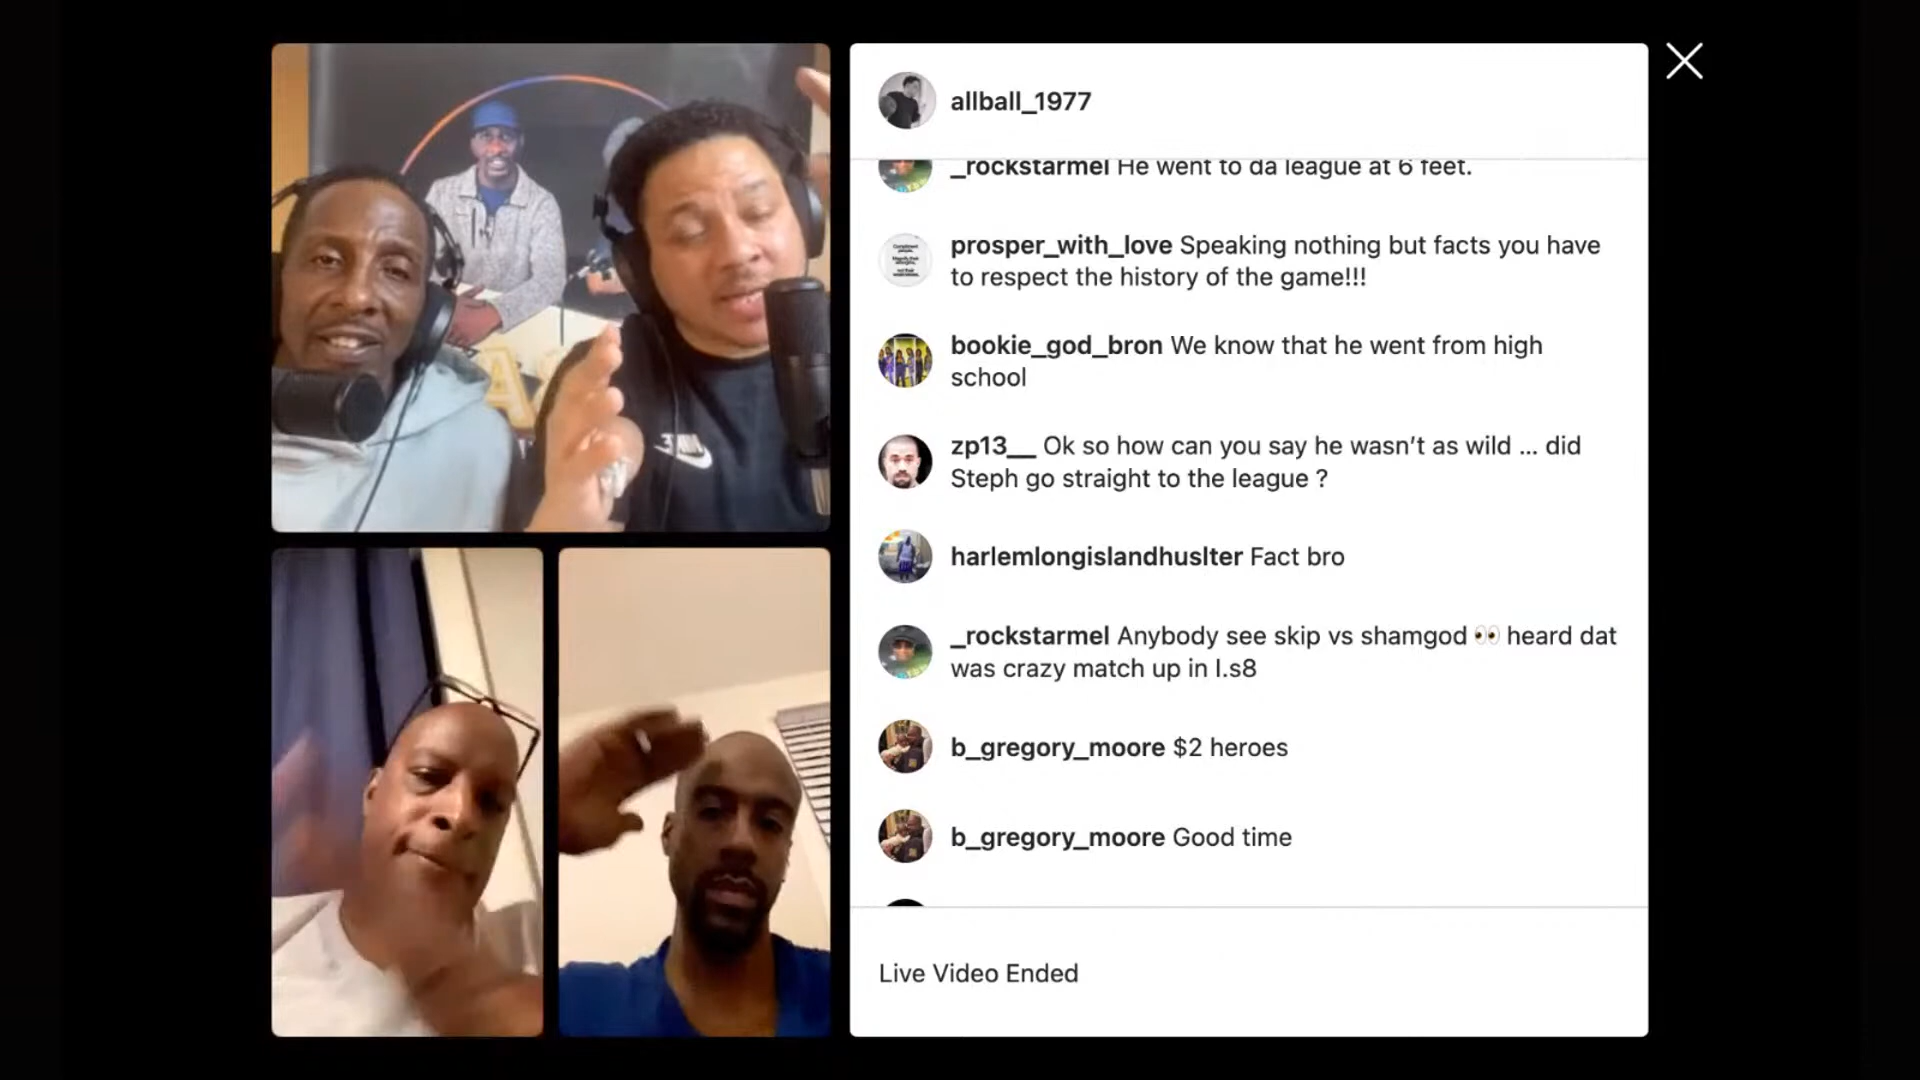 allball_1977
_rockstarmel He went to da league at 6 feet.
prosper_with_love Speaking nothing but facts you have
to respect the history of the game!!!
bookie_god_bron We know that he went from high
school
zp13__ Ok so how can you say he wasn't as wild ... did
Steph go straight to the league ?
harlemlongislandhuslter Fact bro
_rockstarmel Anybody see skip vs shamgod 👀 heard dat
was crazy match up in I.s8
b_gregory_moore $2 heroes
b_gregory_moore Good time
Live Video Ended
NIKE